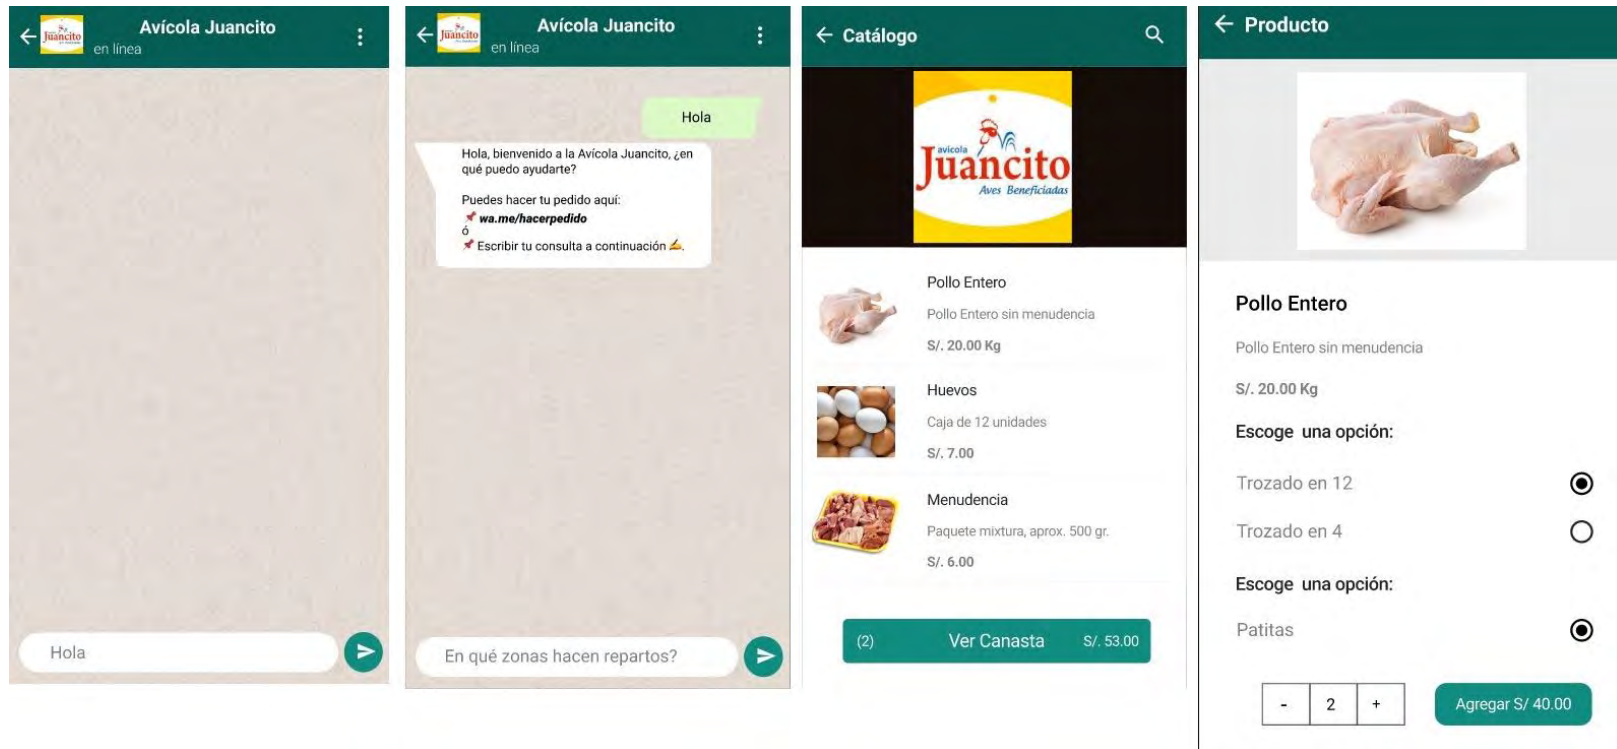 Juancito
Avícola Juancito
en línea
Hola
Juancito
Avícola Juancito
en línea
Hola
Hola, bienvenido a la Avícola Juancito, ¿en
qué puedo ayudarte?
Puedes hacer tu pedido aquí:
wa.me/hacerpedido
ó
Escribir tu consulta a continuación ✍️.
En qué zonas hacen repartos?
Catálogo
avícola
Juancito
Aves Beneficiadas
Pollo Entero
Pollo Entero sin menudencia
S/. 20.00 Kg
Huevos
Caja de 12 unidades
S/. 7.00
Menudencia
Paquete mixtura, aprox. 500 gr.
S/. 6.00
(2) Ver Canasta S/. 53.00
Producto
Pollo Entero
Pollo Entero sin menudencia
S/. 20.00 Kg
Escoge una opción:
Trozado en 12
Trozado en 4
Escoge una opción:
Patitas
- 2 +
Agregar S/ 40.00